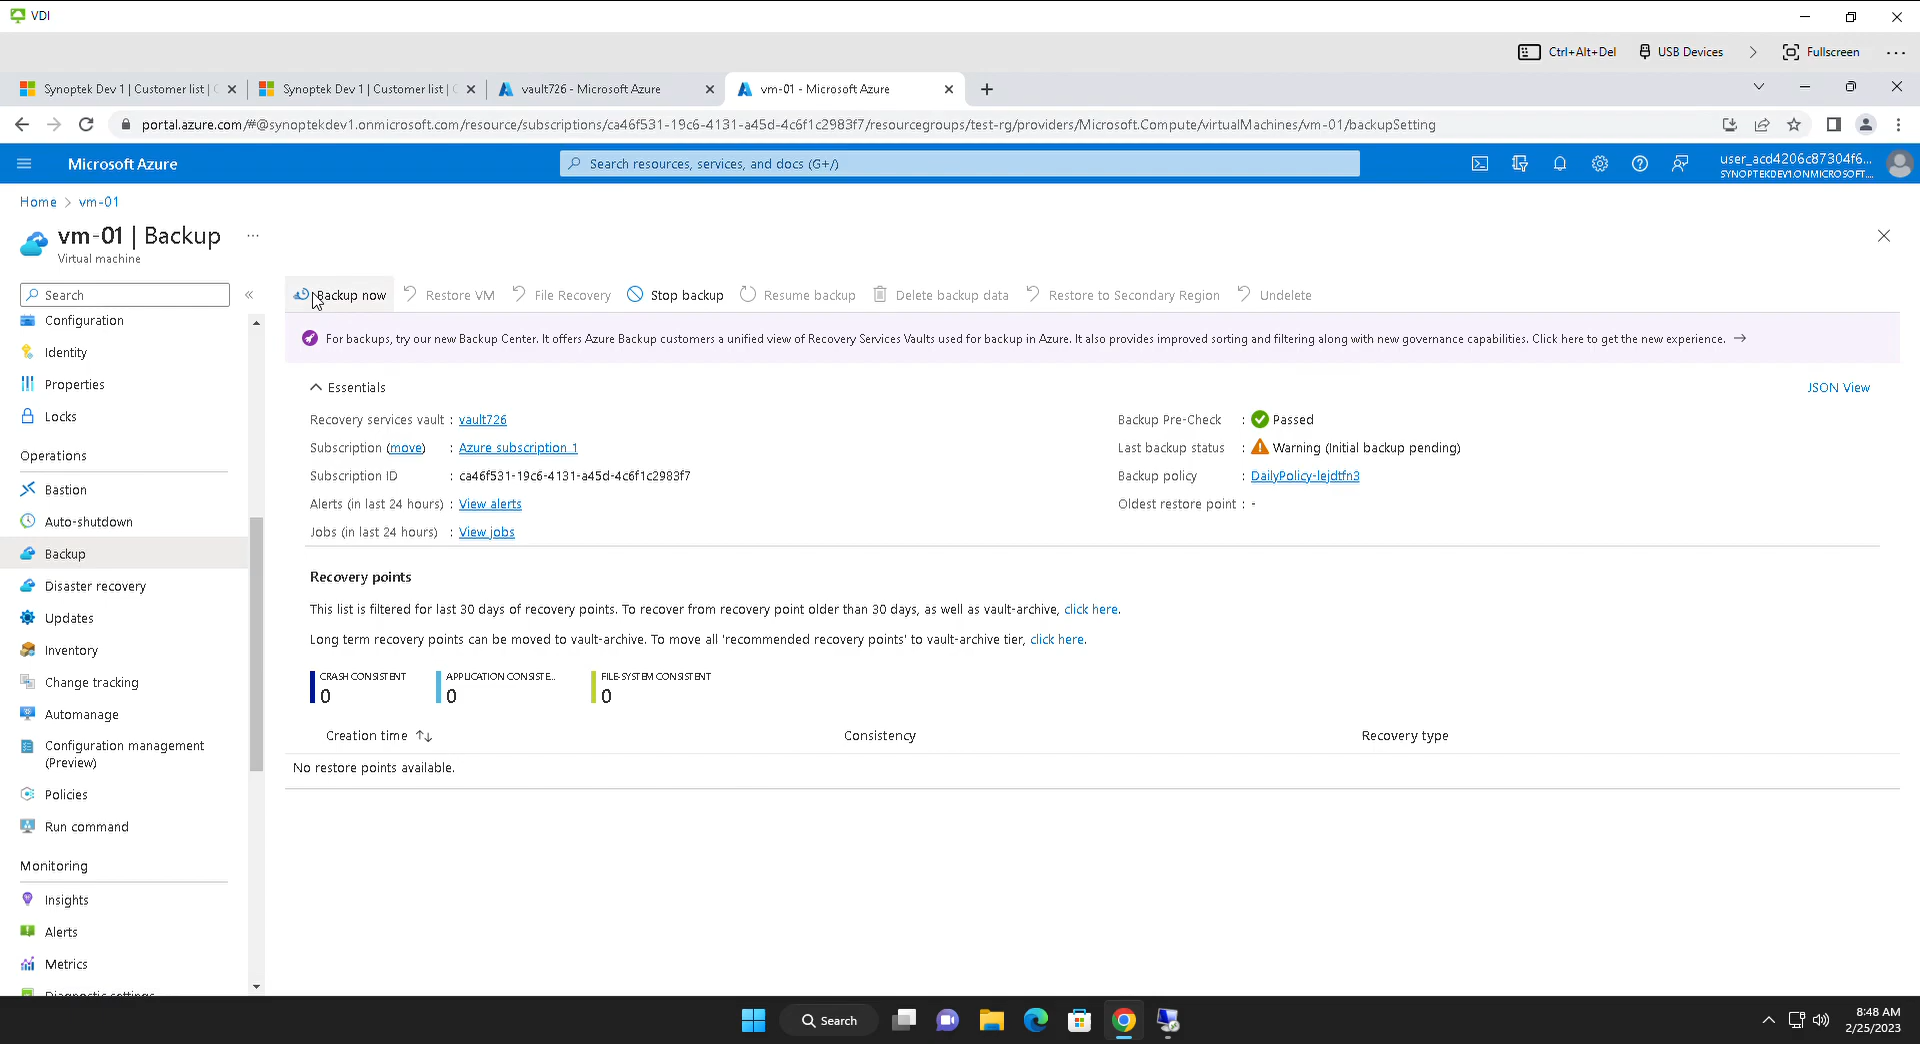 VDI
Ctrl+Alt+Del
USB Devices
Fullscreen
Synoptek Dev 1 | Customer list |
Synoptek Dev 1 | Customer list |
vault726 - Microsoft Azure
vm-01 - Microsoft Azure
portal.azure.com/#@synoptekdev1.onmicrosoft.com/resource/subscriptions/ca46f531-19c6-4131-a45d-4c6f1c2983f7/resourcegroups/test-rg/providers/Microsoft.Compute/virtualMachines/vm-01/backupSetting
Microsoft Azure
Search resources, services, and docs (G+/)
user_acd4206c87304f6...
SYNOPTEKDEV1.ONMICROSOFT....
Home > vm-01
vm-01 | Backup
Virtual machine
Search
Configuration
Identity
Properties
Locks
Operations
Bastion
Auto-shutdown
Backup
Disaster recovery
Updates
Inventory
Change tracking
Automanage
Configuration management
(Preview)
Policies
Run command
Monitoring
Insights
Alerts
Metrics
Diagnostic settings
Backup now
Restore VM
File Recovery
Stop backup
Resume backup
Delete backup data
Restore to Secondary Region
Undelete
For backups, try our new Backup Center. It offers Azure Backup customers a unified view of Recovery Services Vaults used for backup in Azure. It also provides improved sorting and filtering along with new governance capabilities. Click here to get the new experience. →
Essentials
JSON View
Recovery services vault : vault726
Subscription (move) : Azure subscription 1
Subscription ID : ca46f531-19c6-4131-a45d-4c6f1c2983f7
Alerts (in last 24 hours) : View alerts
Jobs (in last 24 hours) : View jobs
Backup Pre-Check : Passed
Last backup status : Warning (Initial backup pending)
Backup policy : DailyPolicy-lejdtfn3
Oldest restore point : -
Recovery points
This list is filtered for last 30 days of recovery points. To recover from recovery point older than 30 days, as well as vault-archive, click here.
Long term recovery points can be moved to vault-archive. To move all 'recommended recovery points' to vault-archive tier, click here.
CRASH CONSISTENT
0
APPLICATION CONSISTE...
0
FILE-SYSTEM CONSISTENT
0
Creation time ↑↓
Consistency
Recovery type
No restore points available.
Search
8:48 AM
2/25/2023